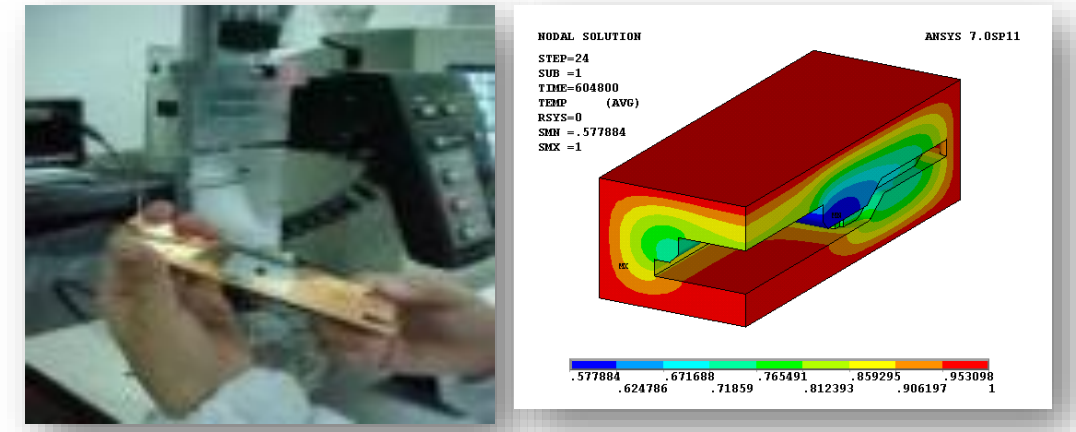 NODAL SOLUTION
ANSYS 7.0SP11
STEP=24
SUB =1
TIME=604800
TEMP (AVG)
RSYS=0
SMN =.577884
SMX =1
MX
.577884 .671688 .765491 .859295 .953098
.624786 .71859 .812393 .906197 1